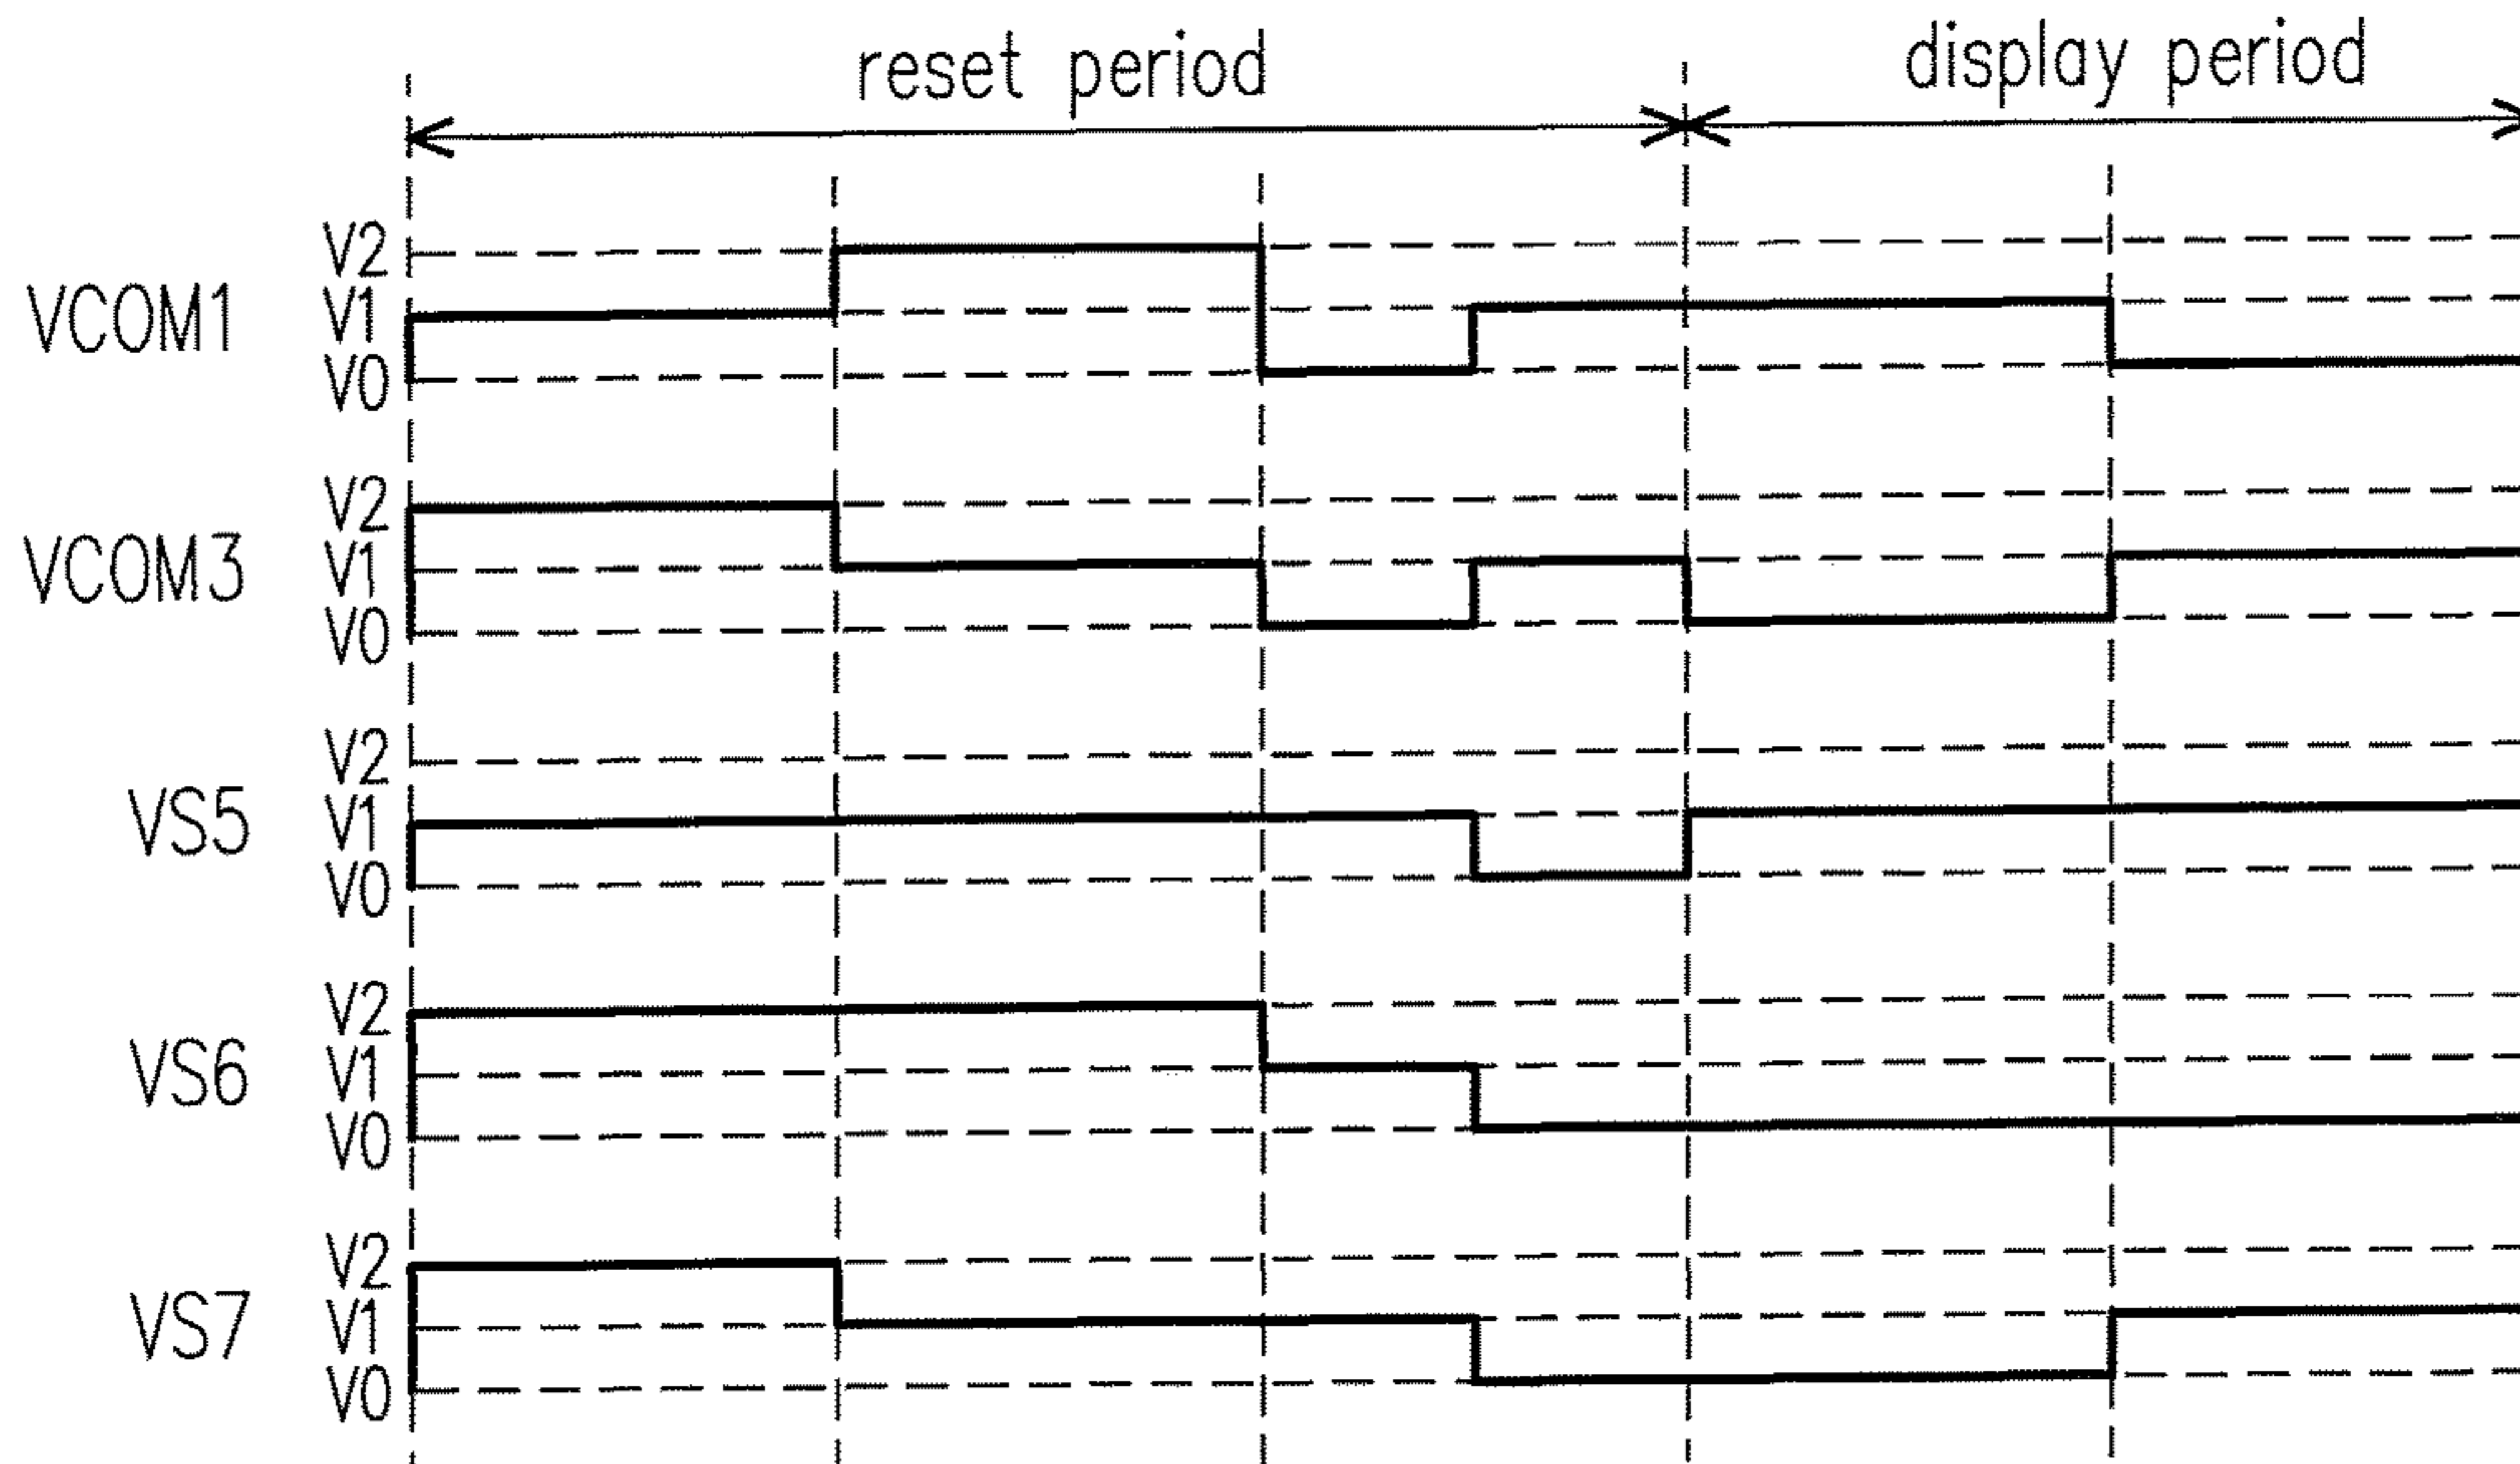 reset period
display period
V2
VCOM1
V1
V0
V2
VCOM3
V1
V0
V2
VS5
V1
V0
V2
VS6
V1
V0
V2
VS7
V1
V0